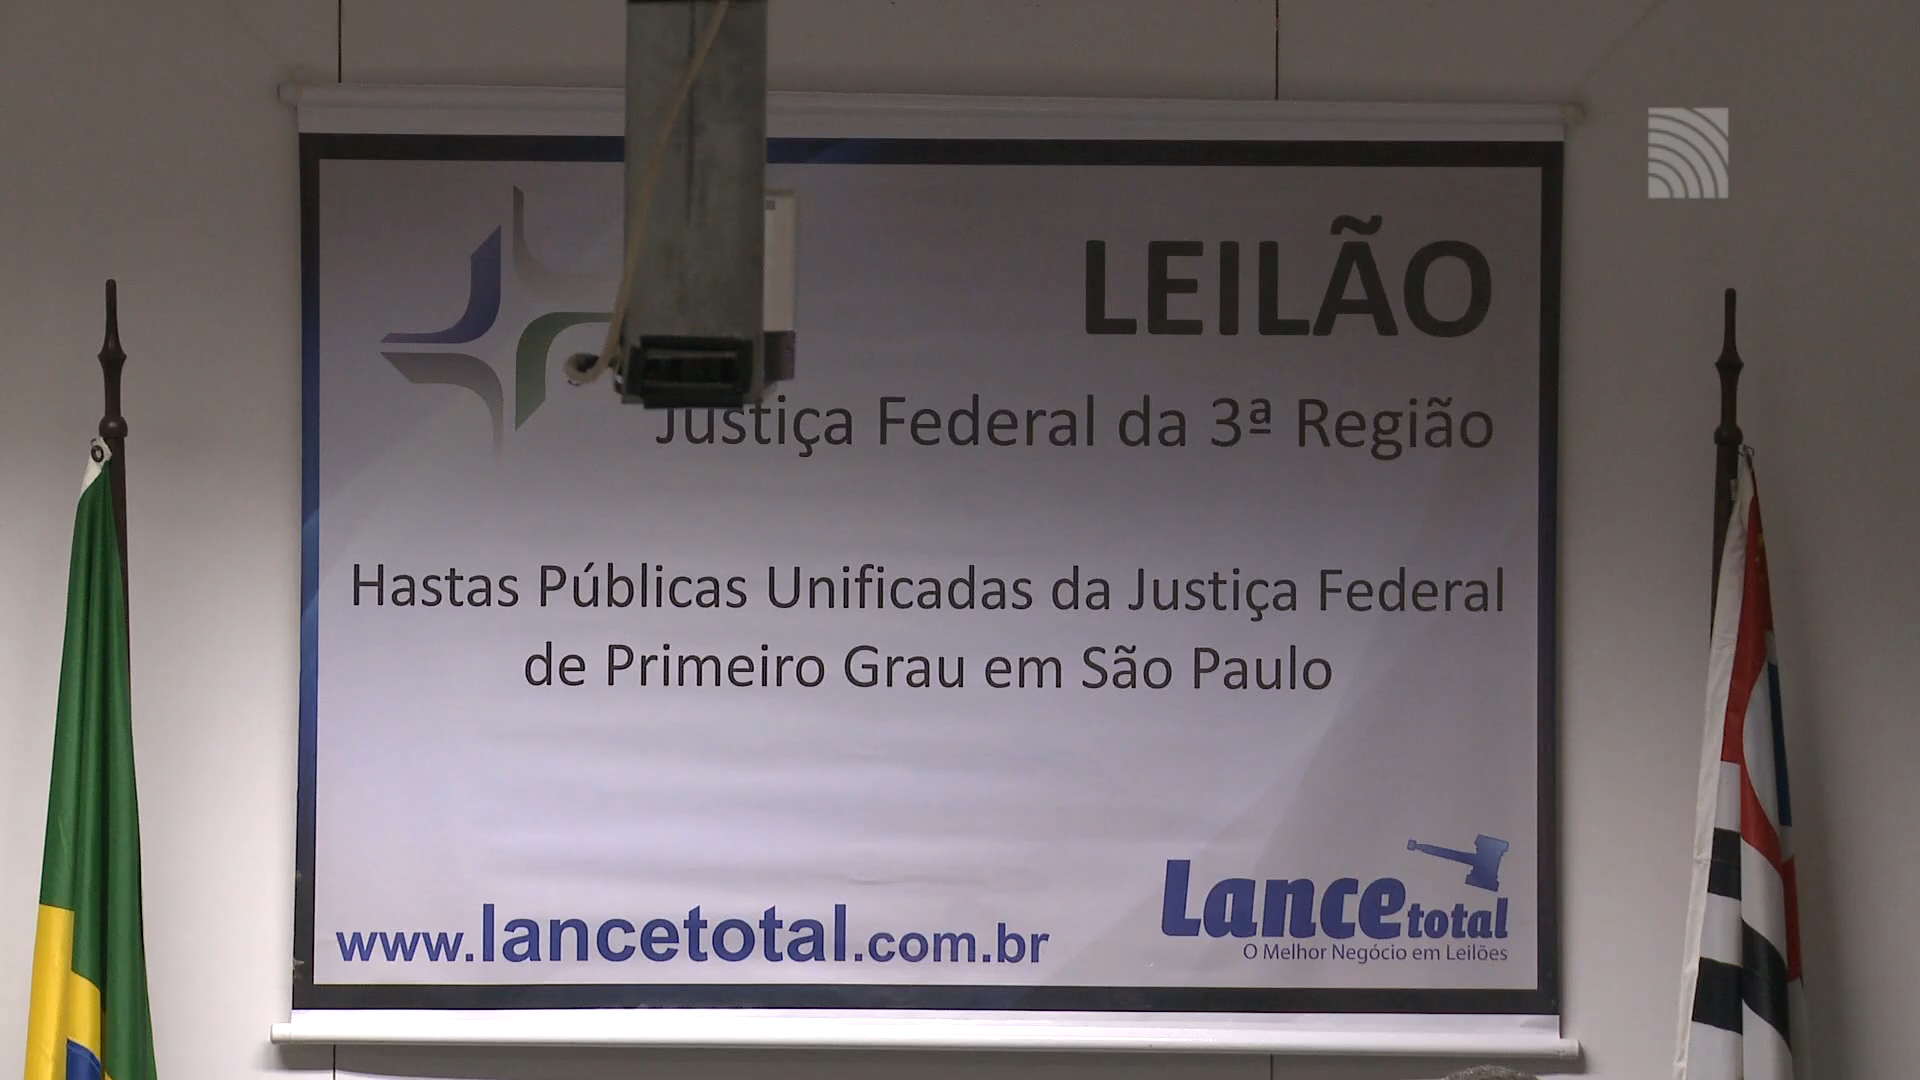 LEILÃO
Justiça Federal da 3ª Região
Hastas Públicas Unificadas da Justiça Federal
de Primeiro Grau em São Paulo
www.lancetotal.com.br
Lance total
O Melhor Negócio em Leilões